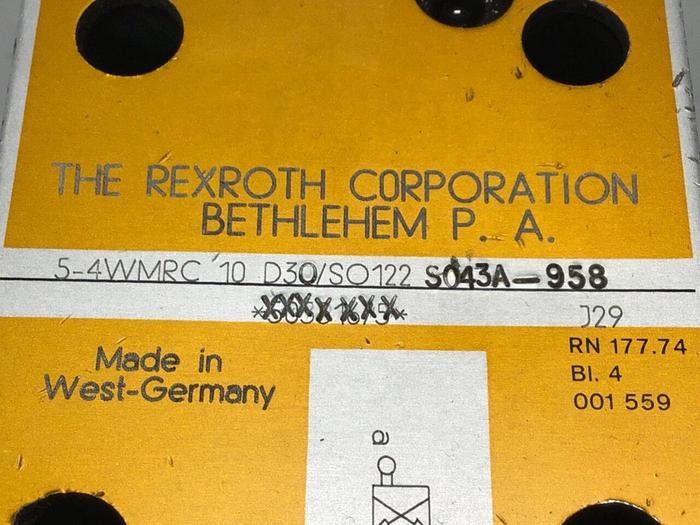 THE REXROTH CORPORATION
BETHLEHEM P. A.
5-4WMRC 10 D30/SO122 S043A-958
J29
Made in
West-Germany
RN 177.74
Bl. 4
001 559
a